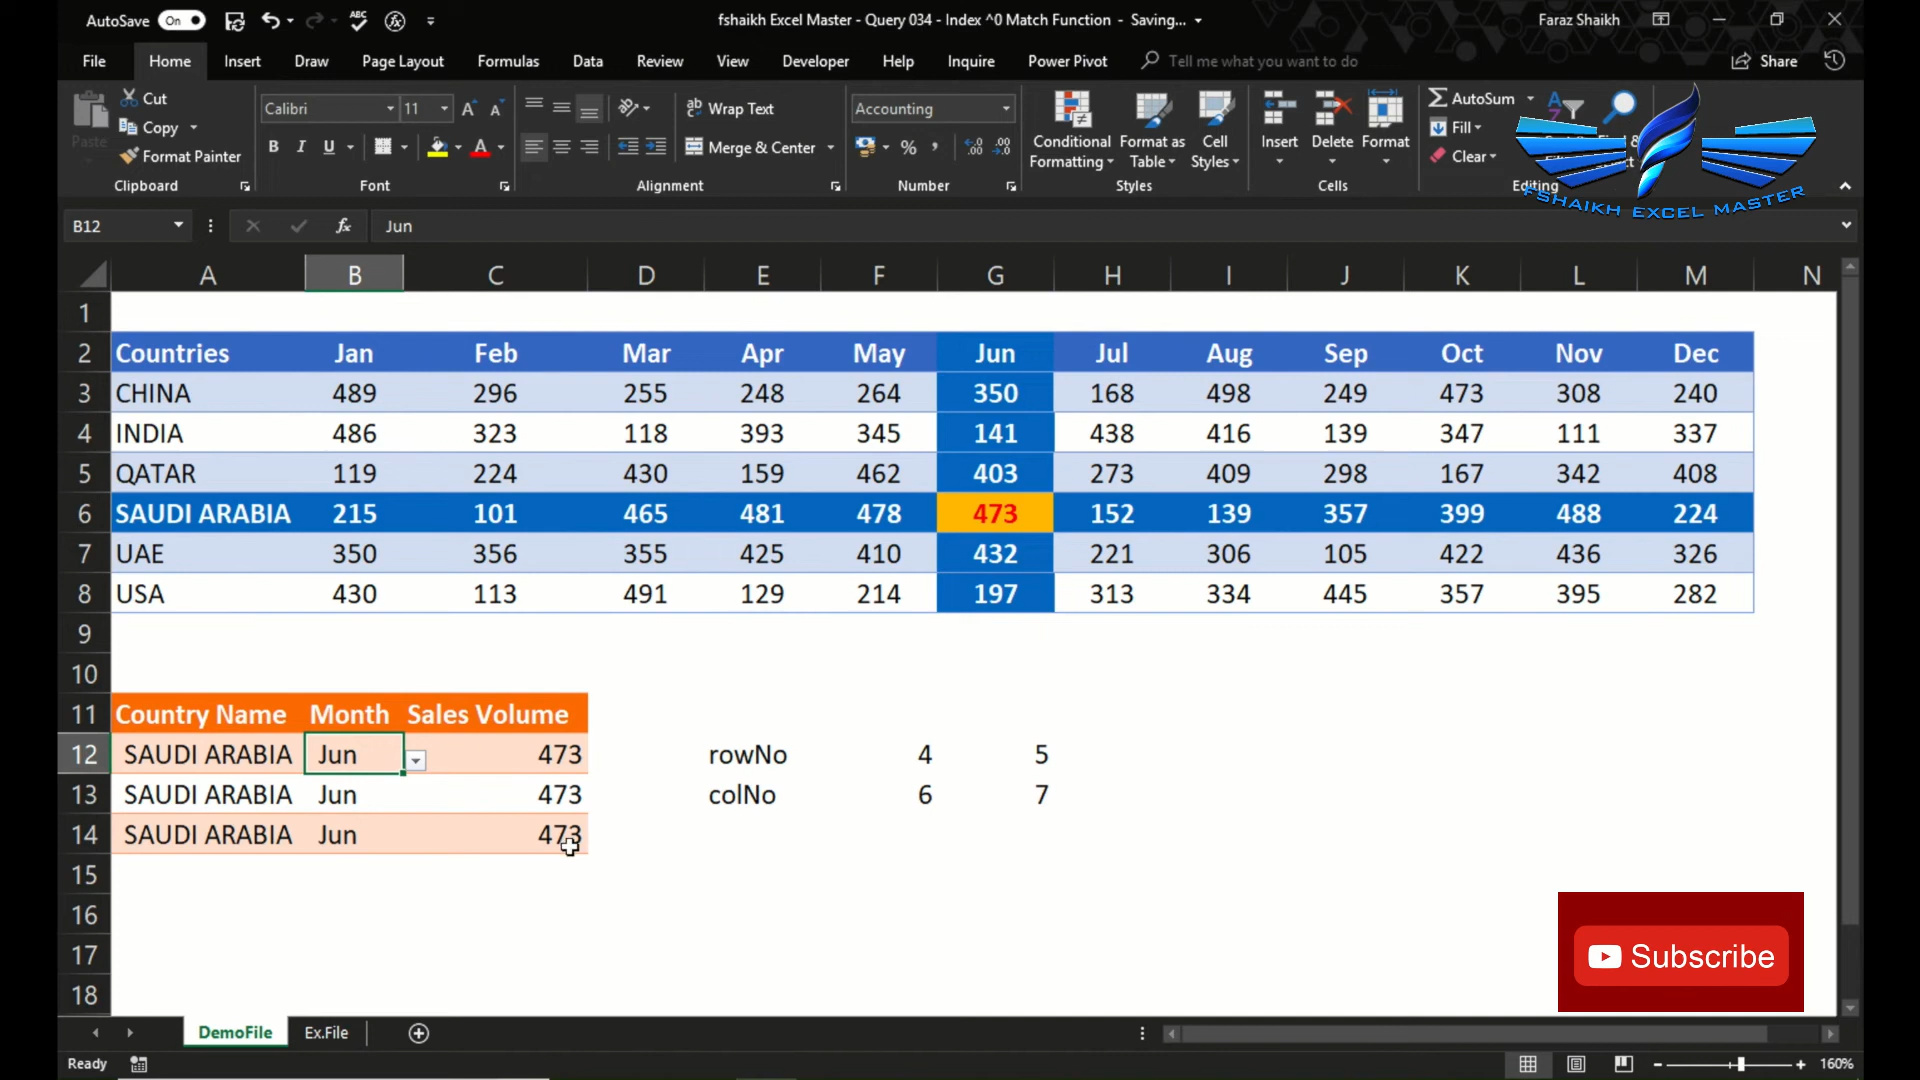 AutoSave On fshaikh Excel Master - Query 034 - Index ^0 Match Function - Saving... Faraz Shaikh
File Home Insert Draw Page Layout Formulas Data Review View Developer Help Inquire Power Pivot Tell me what you want to do Share
Paste Cut Copy Format Painter Clipboard
Calibri 11 B I U Font
Wrap Text Merge & Center Alignment
Accounting % Number
Conditional Formatting Format as Table Cell Styles Styles
Insert Delete Format Cells
AutoSum Fill Clear Editing
FSHAIKH EXCEL MASTER
B12 fx Jun
A B C D E F G H I J K L M N
1
2 Countries Jan Feb Mar Apr May Jun Jul Aug Sep Oct Nov Dec
3 CHINA 489 296 255 248 264 350 168 498 249 473 308 240
4 INDIA 486 323 118 393 345 141 438 416 139 347 111 337
5 QATAR 119 224 430 159 462 403 273 409 298 167 342 408
6 SAUDI ARABIA 215 101 465 481 478 473 152 139 357 399 488 224
7 UAE 350 356 355 425 410 432 221 306 105 422 436 326
8 USA 430 113 491 129 214 197 313 334 445 357 395 282
9
10
11 Country Name Month Sales Volume
12 SAUDI ARABIA Jun 473 rowNo 4 5
13 SAUDI ARABIA Jun 473 colNo 6 7
14 SAUDI ARABIA Jun 473
15
16
17
18
Subscribe
DemoFile Ex.File
Ready 160%